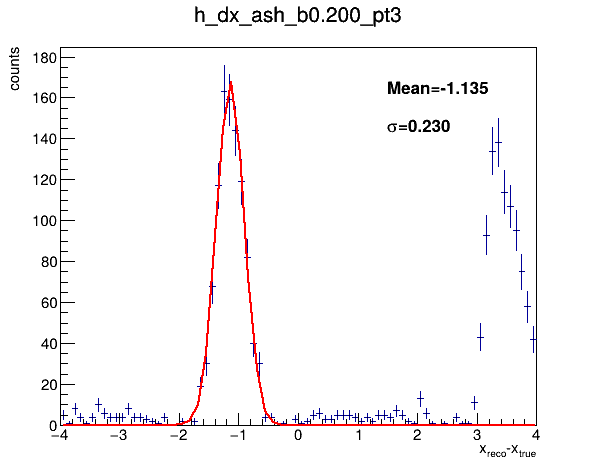 h_dx_ash_b0.200_pt3
counts
180
160
140
120
100
80
60
40
20
0
Mean=-1.135
σ=0.230
−4 −3 −2 −1 0 1 2 3 4
x_reco-x_true